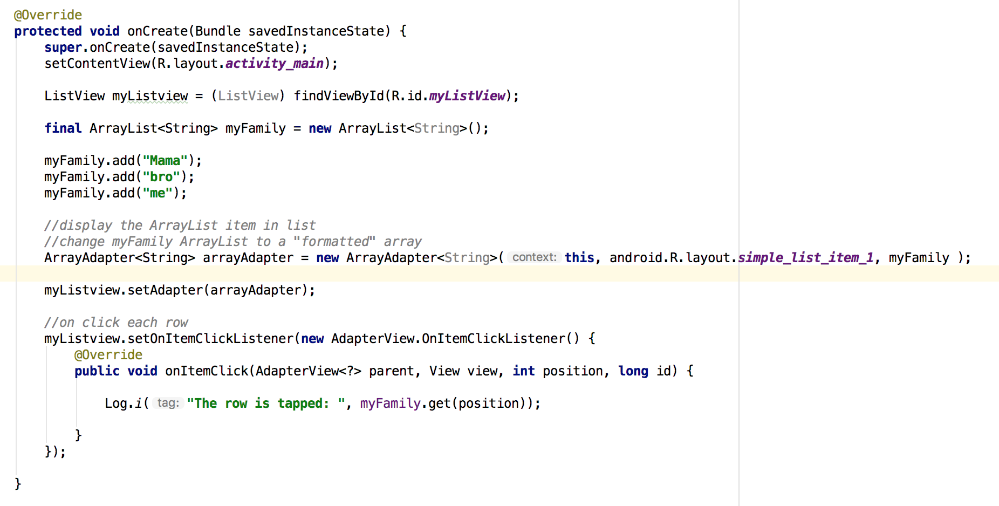 @Override
protected void onCreate(Bundle savedInstanceState) {
super.onCreate(savedInstanceState);
setContentView(R.layout.activity_main);
ListView myListview = (ListView) findViewById(R.id.myListView);
final ArrayList<String> myFamily = new ArrayList<String>();
myFamily.add("Mama");
myFamily.add("bro");
myFamily.add("me");
//display the ArrayList item in list
//change myFamily ArrayList to a "formatted" array
ArrayAdapter<String> arrayAdapter = new ArrayAdapter<String>( context: this, android.R.layout.simple_list_item_1, myFamily );
myListview.setAdapter(arrayAdapter);
//on click each row
myListview.setOnItemClickListener(new AdapterView.OnItemClickListener() {
@Override
public void onItemClick(AdapterView<?> parent, View view, int position, long id) {
Log.i( tag: "The row is tapped: ", myFamily.get(position));
}
});
}